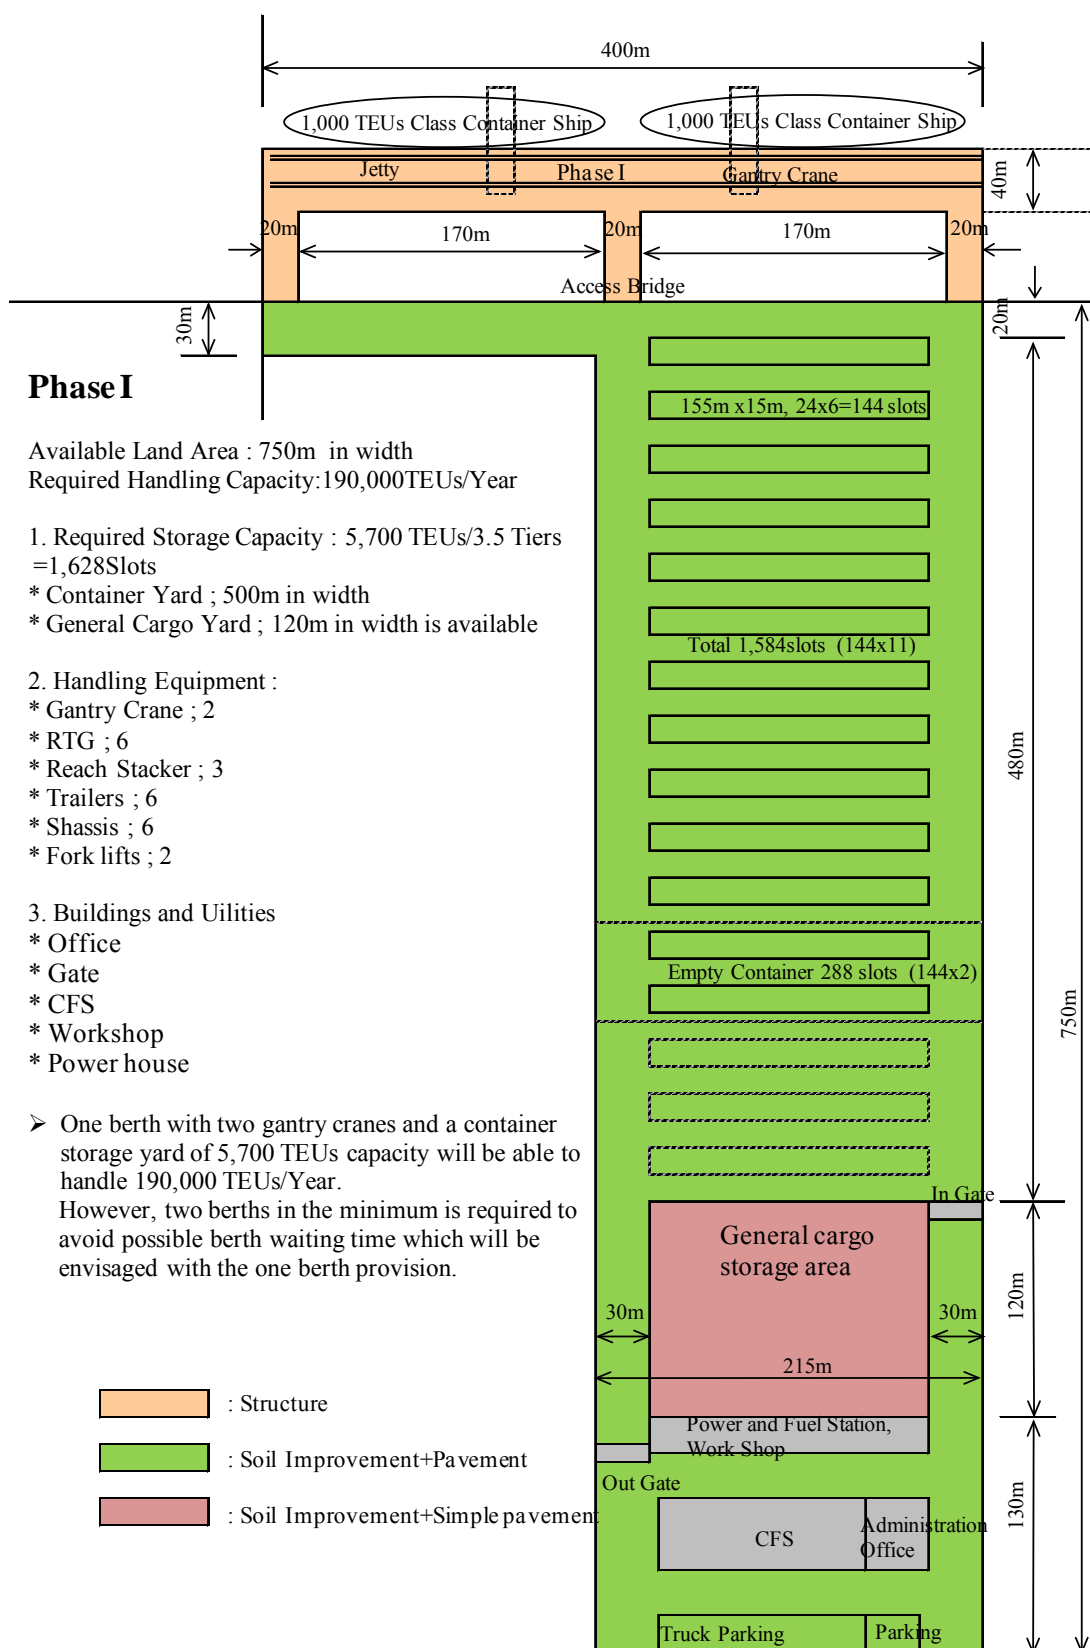 400m
1,000 TEUs Class Container Ship
1,000 TEUs Class Container Ship
Jetty
Phase I
Gantry Crane
40m
20m
170m
20m
170m
20m
Access Bridge
30m
20m
Phase I
155m x15m, 24x6=144 slots
Available Land Area : 750m in width
Required Handling Capacity:190,000TEUs/Year
1. Required Storage Capacity : 5,700 TEUs/3.5 Tiers
=1,628Slots
* Container Yard ; 500m in width
* General Cargo Yard ; 120m in width is available
Total 1,584slots (144x11)
2. Handling Equipment :
* Gantry Crane ; 2
* RTG ; 6
* Reach Stacker ; 3
* Trailers ; 6
* Shassis ; 6
* Fork lifts ; 2
480m
3. Buildings and Uilities
* Office
* Gate
* CFS
* Workshop
* Power house
Empty Container 288 slots (144x2)
750m
➢ One berth with two gantry cranes and a container
storage yard of 5,700 TEUs capacity will be able to
handle 190,000 TEUs/Year.
However, two berths in the minimum is required to
avoid possible berth waiting time which will be
envisaged with the one berth provision.
In Gate
General cargo
storage area
120m
30m
30m
215m
: Structure
: Soil Improvement+Pavement
: Soil Improvement+Simple pavement
Power and Fuel Station,
Work Shop
Out Gate
130m
CFS
Administration
Office
Truck Parking
Parking